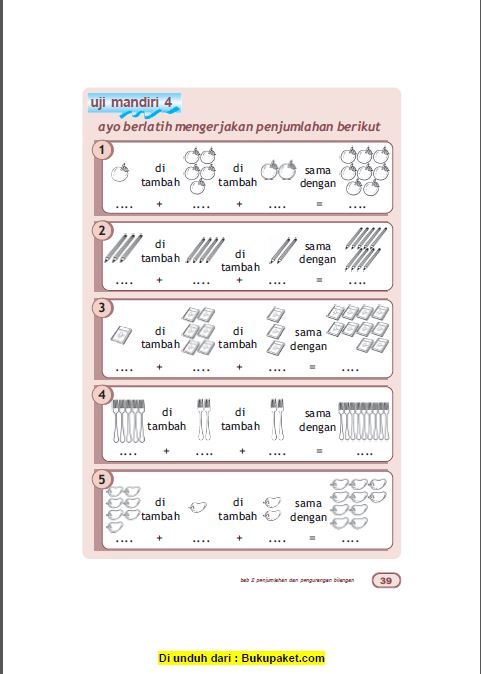 uji mandiri 4
ayo berlatih mengerjakan penjumlahan berikut
1
di tambah di tambah sama dengan
.... + .... + .... = ....
2
di tambah di tambah sama dengan
.... + .... + .... = ....
3
di tambah di tambah sama dengan
.... + .... + .... = ....
4
di tambah di tambah sama dengan
.... + .... + .... = ....
5
di tambah di tambah sama dengan
.... + .... + .... = ....
bab 2 penjumlahan dan pengurangan bilangan 39
Di unduh dari : Bukupaket.com